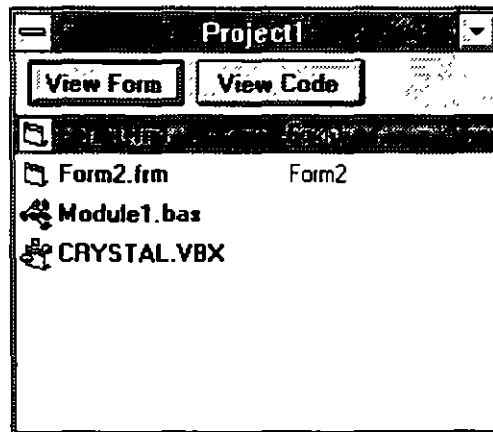 Project1
View Form View Code
Form2.frm Form2
Module1.bas
CRYSTAL.VBX